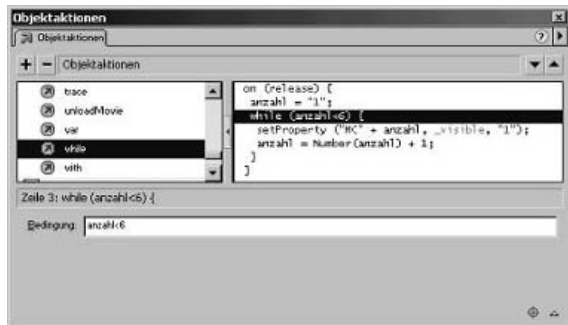 Objektaktionen
Objektaktionen
+ − Objektaktionen
trace
unloadMovie
var
while
with
on (release) {
anzahl = "1";
while (anzahl<6) {
setProperty ("MC" + anzahl, _visible, "1");
anzahl = Number(anzahl) + 1;
}
}
Zeile 3: while (anzahl<6) {
Bedingung: anzahl<6